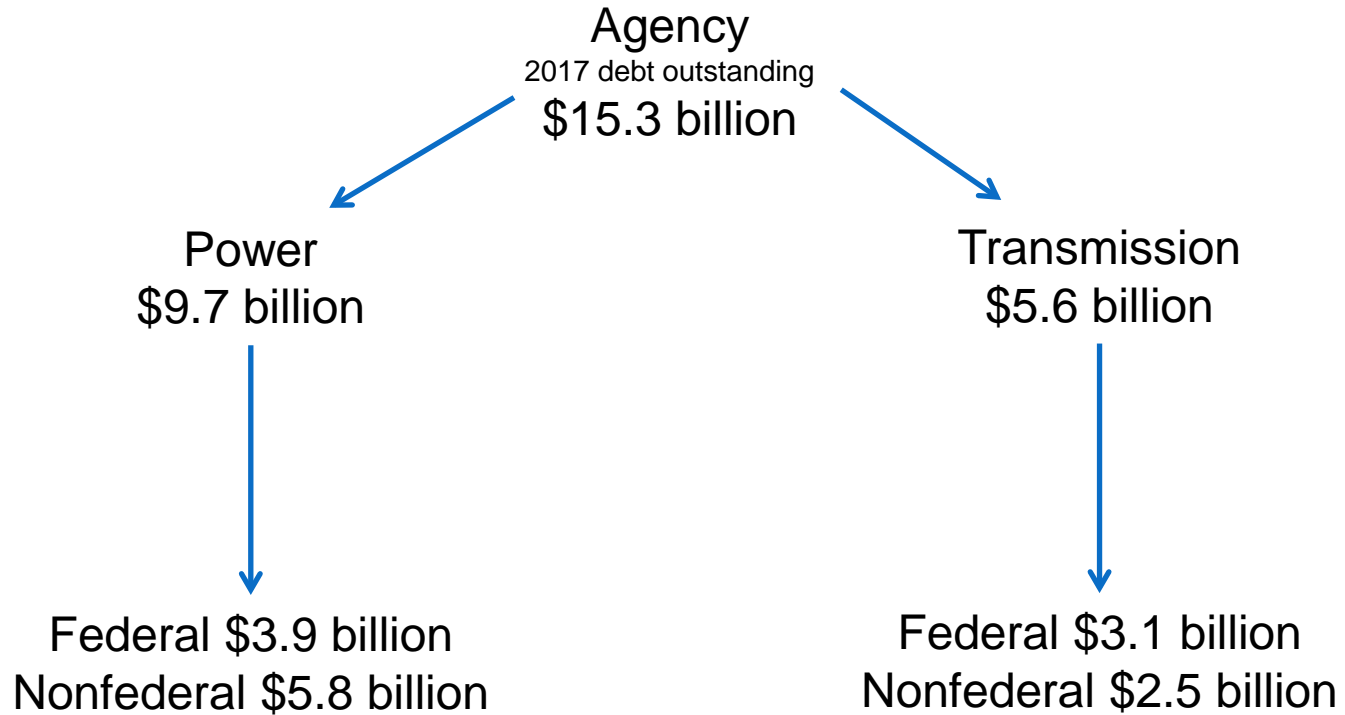 Agency
2017 debt outstanding
$15.3 billion
Power
$9.7 billion
Transmission
$5.6 billion
Federal $3.9 billion
Nonfederal $5.8 billion
Federal $3.1 billion
Nonfederal $2.5 billion